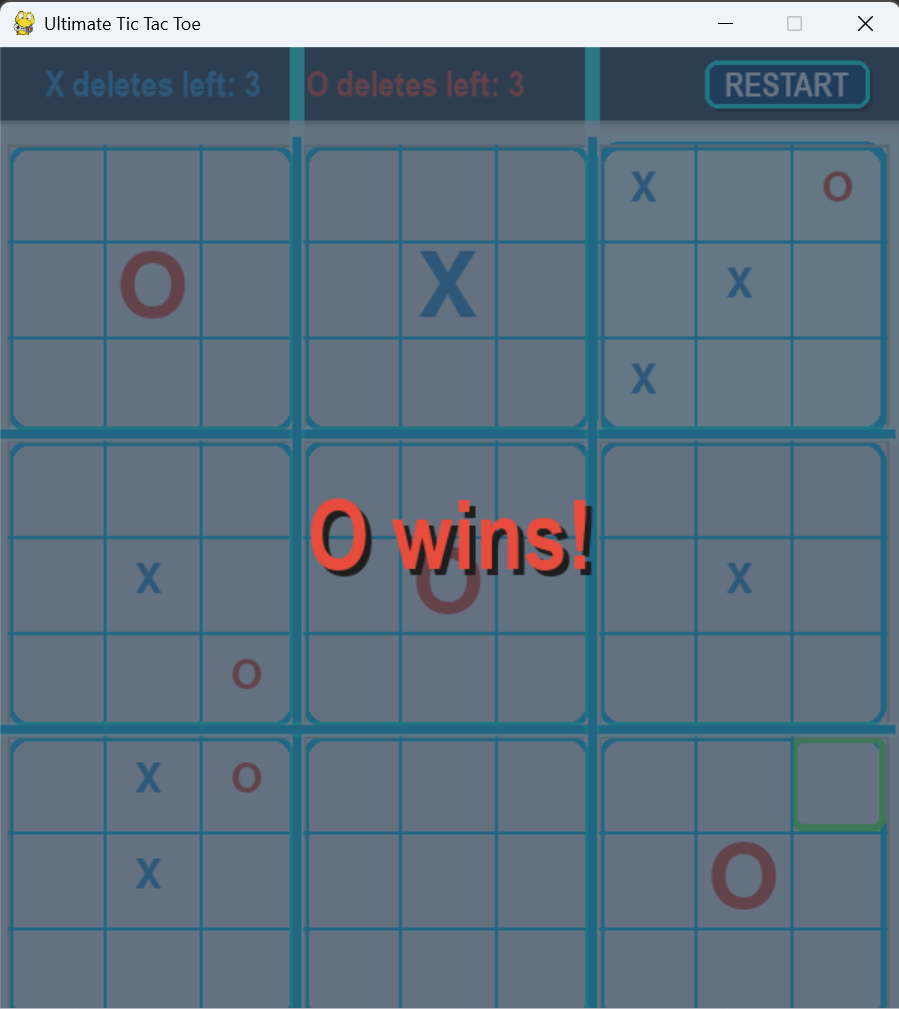 Ultimate Tic Tac Toe
X deletes left: 3 O deletes left: 3 RESTART
X O
O X X
X
O wins!
X O X
O
X O
X O